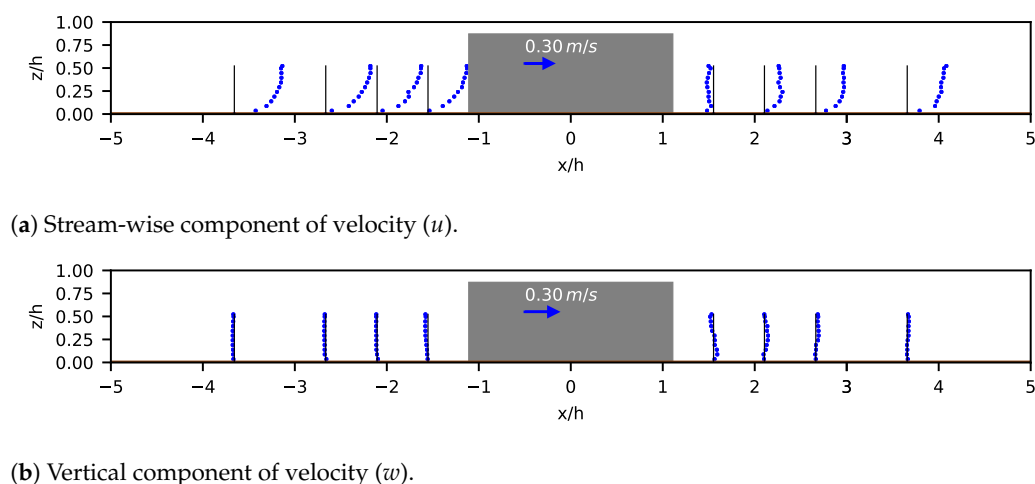 1.00
0.75
0.50
0.25
0.00
z/h
0.30 m/s
−5 −4 −3 −2 −1 0 1 2 3 4 5
x/h
(a) Stream-wise component of velocity (u).
1.00
0.75
0.50
0.25
0.00
z/h
0.30 m/s
−5 −4 −3 −2 −1 0 1 2 3 4 5
x/h
(b) Vertical component of velocity (w).